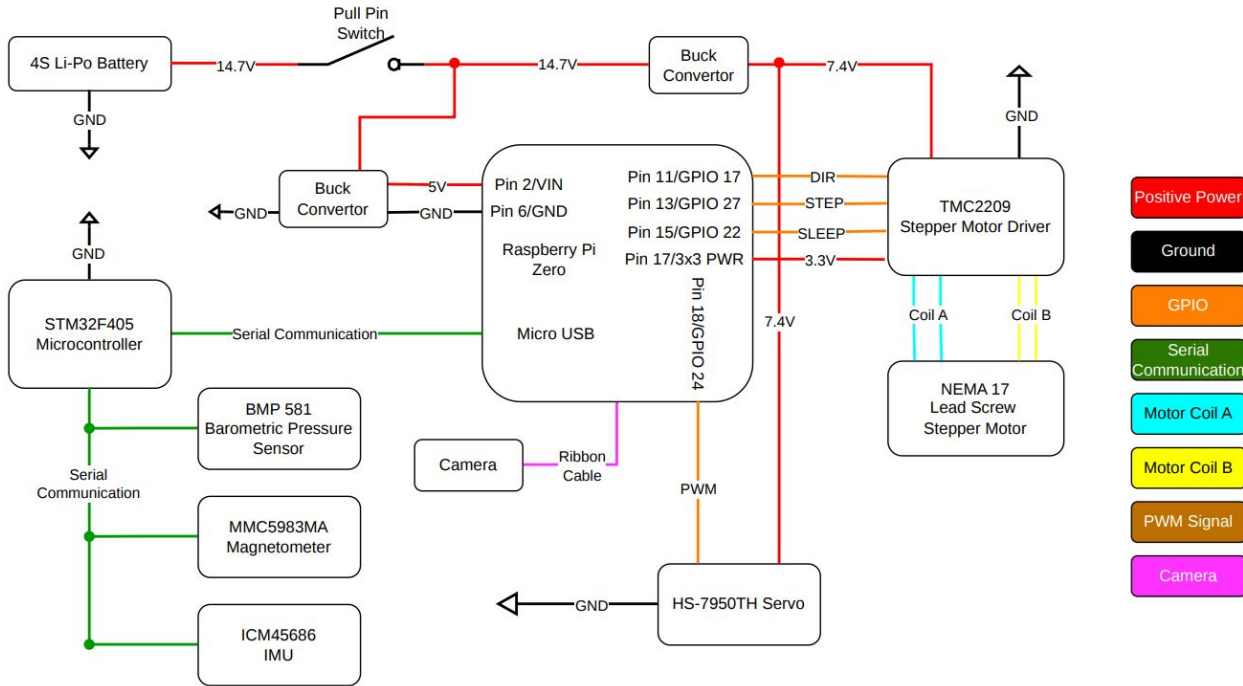 Pull Pin
Switch
4S Li-Po Battery
14.7V
14.7V
Buck
Convertor
7.4V
GND
GND
Buck
Convertor
5V
GND
GND
Pin 2/VIN
Pin 6/GND
Raspberry Pi
Zero
Micro USB
Pin 11/GPIO 17
Pin 13/GPIO 27
Pin 15/GPIO 22
Pin 17/3x3 PWR
Pin 18/GPIO 24
DIR
STEP
SLEEP
3.3V
TMC2209
Stepper Motor Driver
7.4V
Coil A
Coil B
NEMA 17
Lead Screw
Stepper Motor
GND
STM32F405
Microcontroller
Serial Communication
BMP 581
Barometric Pressure
Sensor
Serial
Communication
MMC5983MA
Magnetometer
ICM45686
IMU
Camera
Ribbon
Cable
PWM
GND
HS-7950TH Servo
Positive Power
Ground
GPIO
Serial
Communication
Motor Coil A
Motor Coil B
PWM Signal
Camera